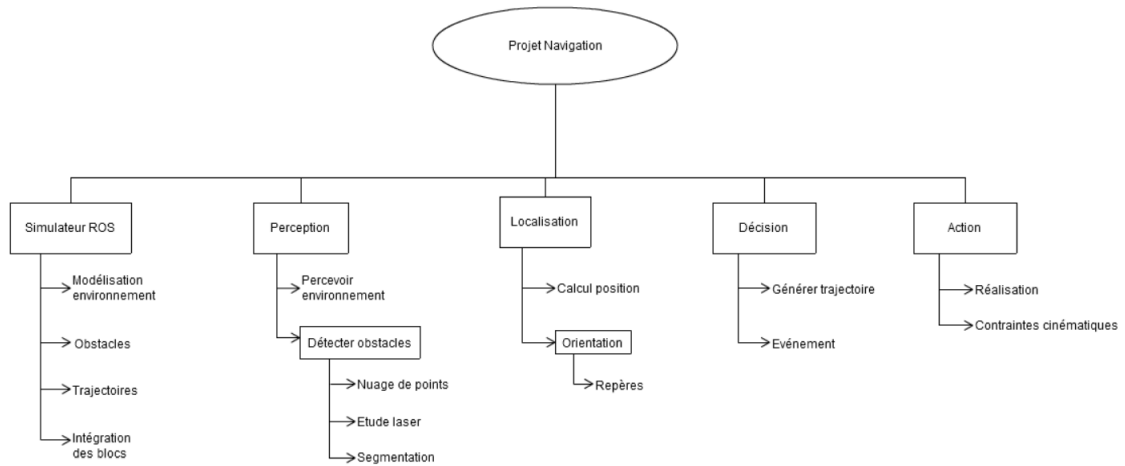 Projet Navigation
Simulateur ROS
Modélisation
environnement
Obstacles
Trajectoires
Intégration
des blocs
Perception
Percevoir
environnement
Détecter obstacles
Nuage de points
Etude laser
Segmentation
Localisation
Calcul position
Orientation
Repères
Décision
Générer trajectoire
Evénement
Action
Réalisation
Contraintes cinématiques